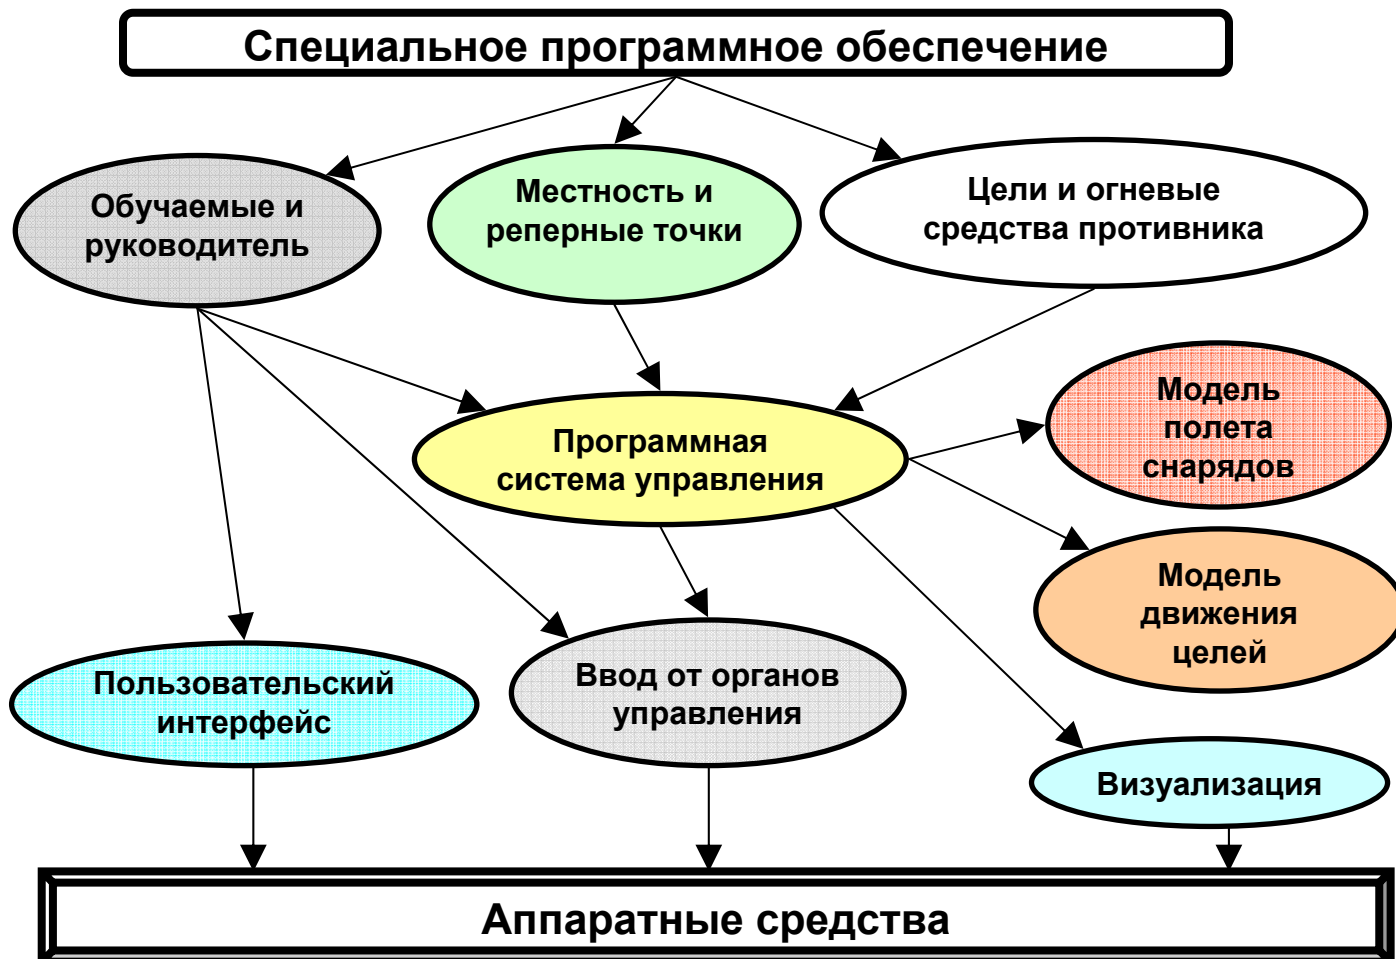 Специальное программное обеспечение
Обучаемые и
руководитель
Местность и
реперные точки
Цели и огневые
средства противника
Программная
система управления
Модель
полета
снарядов
Модель
движения
целей
Пользовательский
интерфейс
Ввод от органов
управления
Визуализация
Аппаратные средства